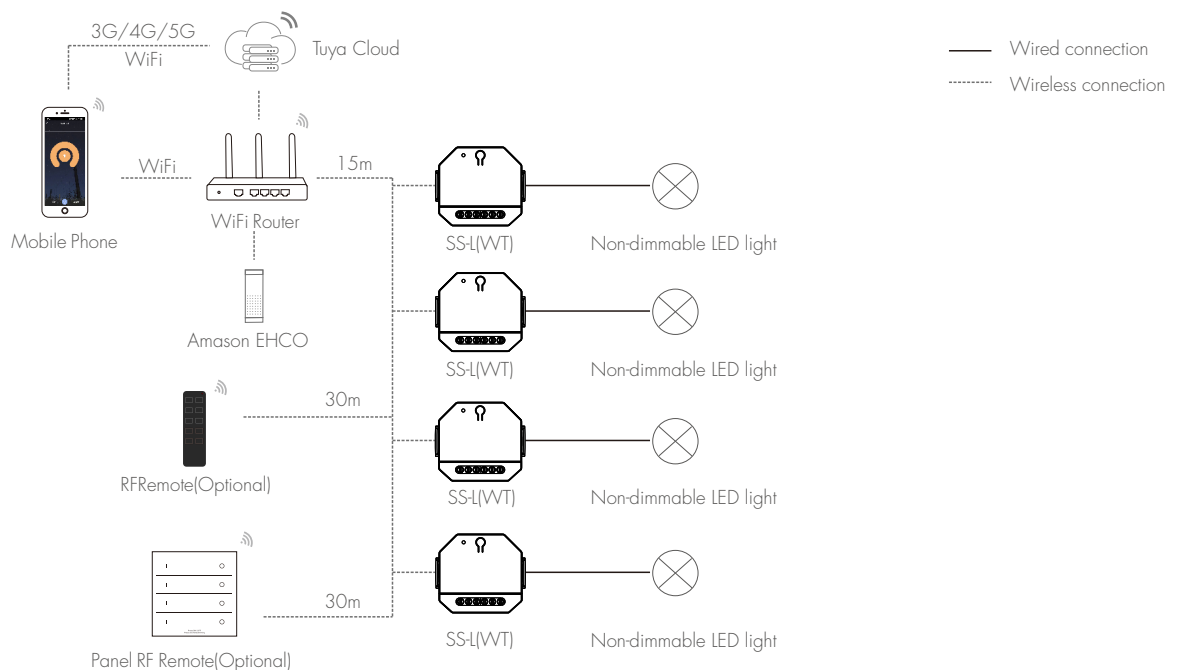 3G/4G/5G
WiFi
Tuya Cloud
Wired connection
Wireless connection
WiFi
15m
WiFi Router
Mobile Phone
SS-L(WT)
Non-dimmable LED light
Amason EHCO
SS-L(WT)
Non-dimmable LED light
30m
RFRemote(Optional)
SS-L(WT)
Non-dimmable LED light
30m
SS-L(WT)
Non-dimmable LED light
Panel RF Remote(Optional)